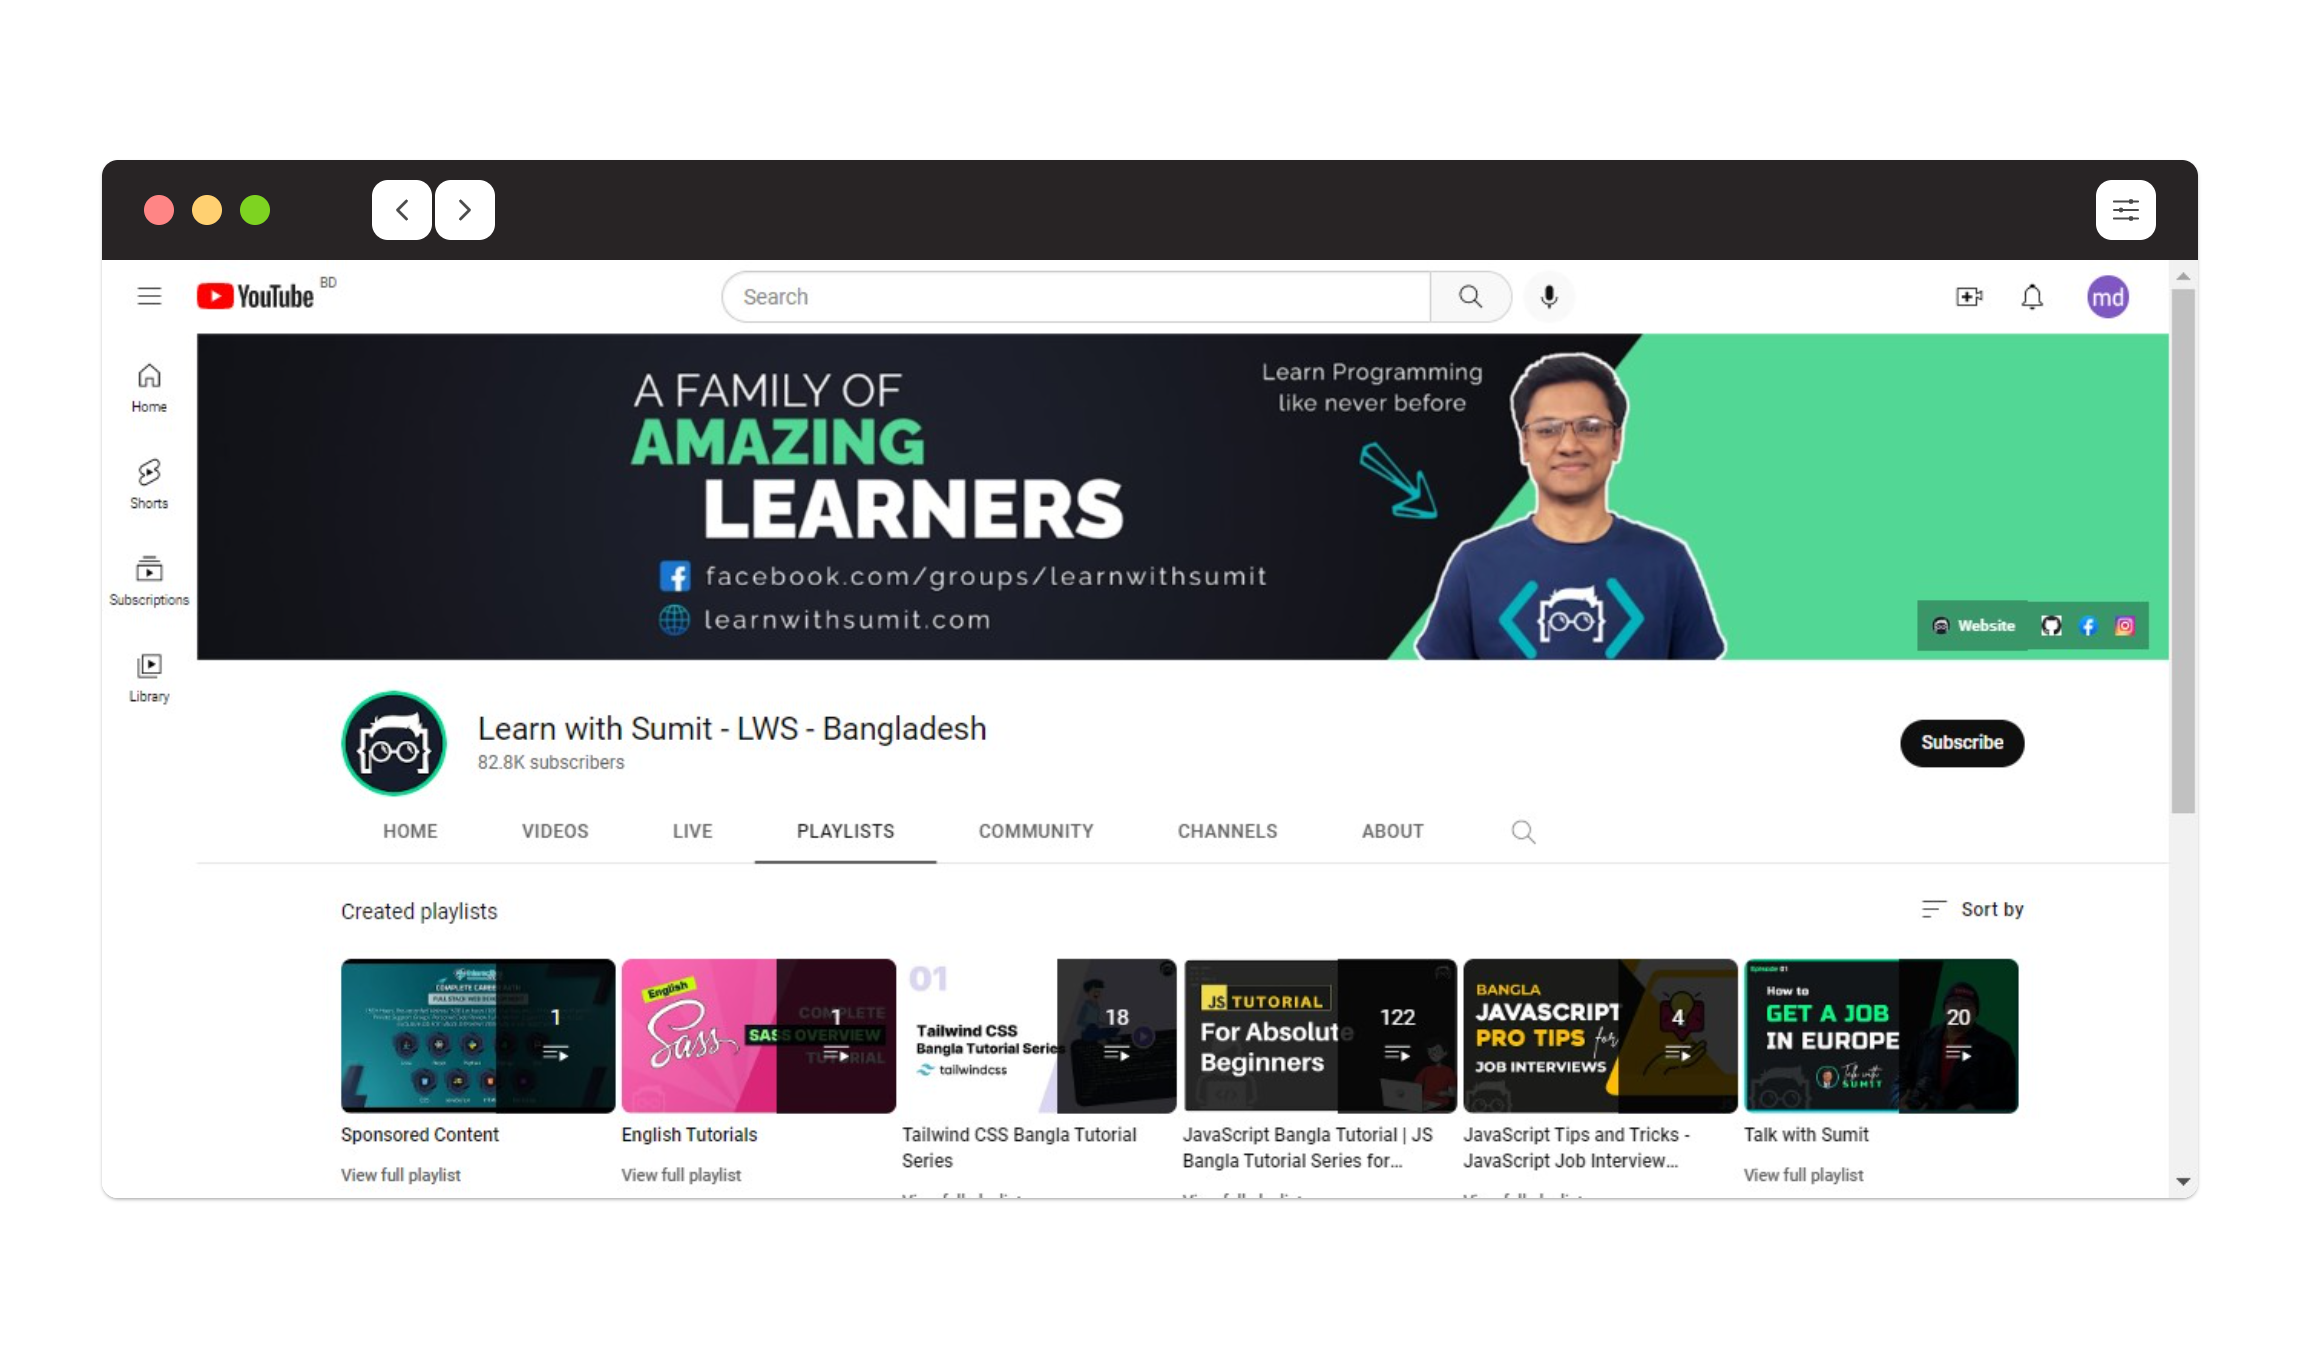 YouTube BD
Search
md
Home
Shorts
Subscriptions
Library
A FAMILY OF
AMAZING
LEARNERS
facebook.com/groups/learnwithsumit
learnwithsumit.com
Learn Programming
like never before
Website
Learn with Sumit - LWS - Bangladesh
82.8K subscribers
Subscribe
HOME VIDEOS LIVE PLAYLISTS COMMUNITY CHANNELS ABOUT
Created playlists
Sort by
FULL STACK WEB
1
Sponsored Content
View full playlist
English
Sass
COMPLETE
SASS OVERVIEW
TUTORIAL
1
English Tutorials
View full playlist
01
Tailwind CSS
Bangla Tutorial Series
tailwindcss
18
Tailwind CSS Bangla Tutorial
Series
JS TUTORIAL
For Absolute
Beginners
122
JavaScript Bangla Tutorial | JS
Bangla Tutorial Series for...
BANGLA
JAVASCRIPT
PRO TIPS for
JOB INTERVIEWS
4
JavaScript Tips and Tricks -
JavaScript Job Interview...
Episode 01
How to
GET A JOB
IN EUROPE
Talk with
SUMIT
20
Talk with Sumit
View full playlist